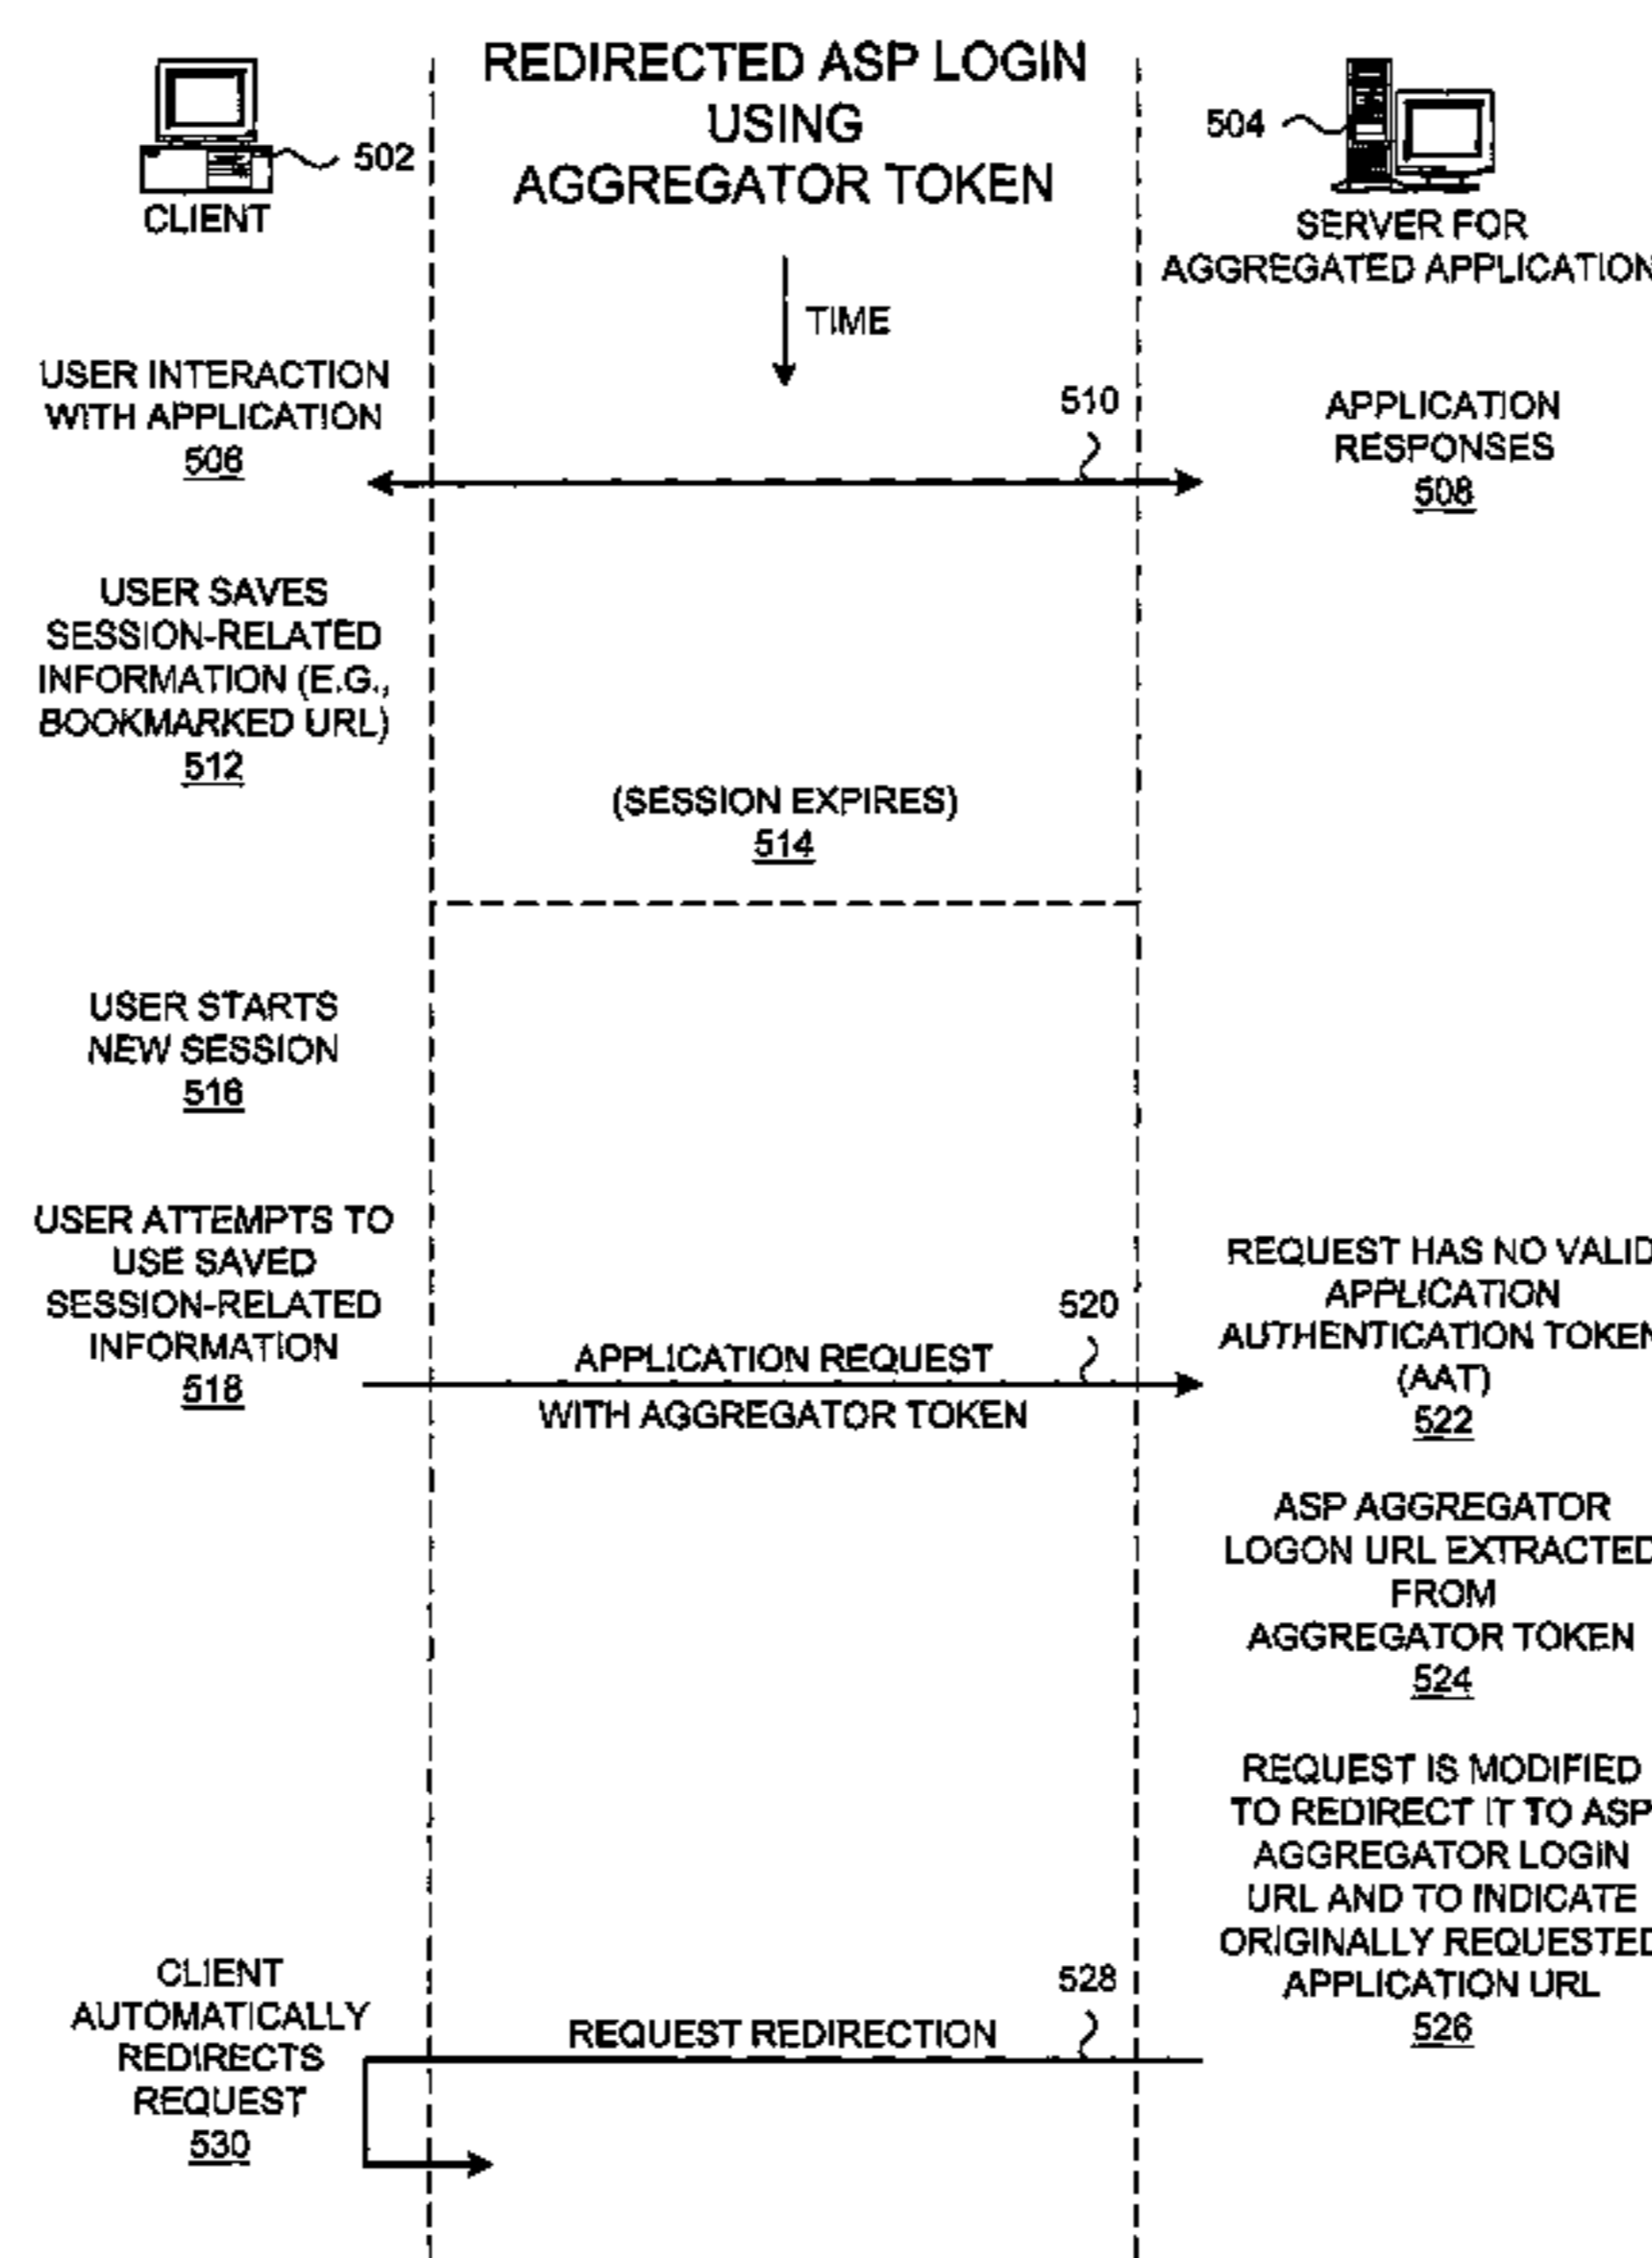 REDIRECTED ASP LOGIN
USING
AGGREGATOR TOKEN
502
CLIENT
504
SERVER FOR
AGGREGATED APPLICATION
TIME
USER INTERACTION
WITH APPLICATION
506
510
APPLICATION
RESPONSES
508
USER SAVES
SESSION-RELATED
INFORMATION (E.G.,
BOOKMARKED URL)
512
(SESSION EXPIRES)
514
USER STARTS
NEW SESSION
516
USER ATTEMPTS TO
USE SAVED
SESSION-RELATED
INFORMATION
518
APPLICATION REQUEST
WITH AGGREGATOR TOKEN
520
REQUEST HAS NO VALID
APPLICATION
AUTHENTICATION TOKEN
(AAT)
522
ASP AGGREGATOR
LOGON URL EXTRACTED
FROM
AGGREGATOR TOKEN
524
REQUEST IS MODIFIED
TO REDIRECT IT TO ASP
AGGREGATOR LOGIN
URL AND TO INDICATE
ORIGINALLY REQUESTED
APPLICATION URL
526
528
REQUEST REDIRECTION
CLIENT
AUTOMATICALLY
REDIRECTS
REQUEST
530